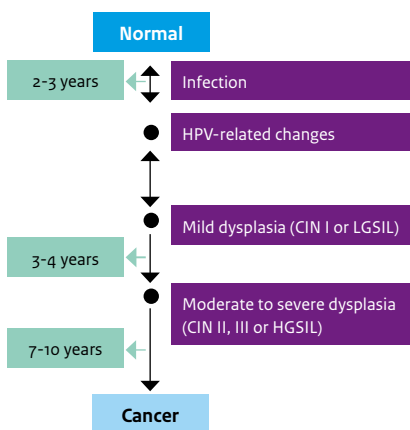 Normal
2-3 years
Infection
HPV-related changes
Mild dysplasia (CIN I or LGSIL)
3-4 years
Moderate to severe dysplasia
(CIN II, III or HGSIL)
7-10 years
Cancer